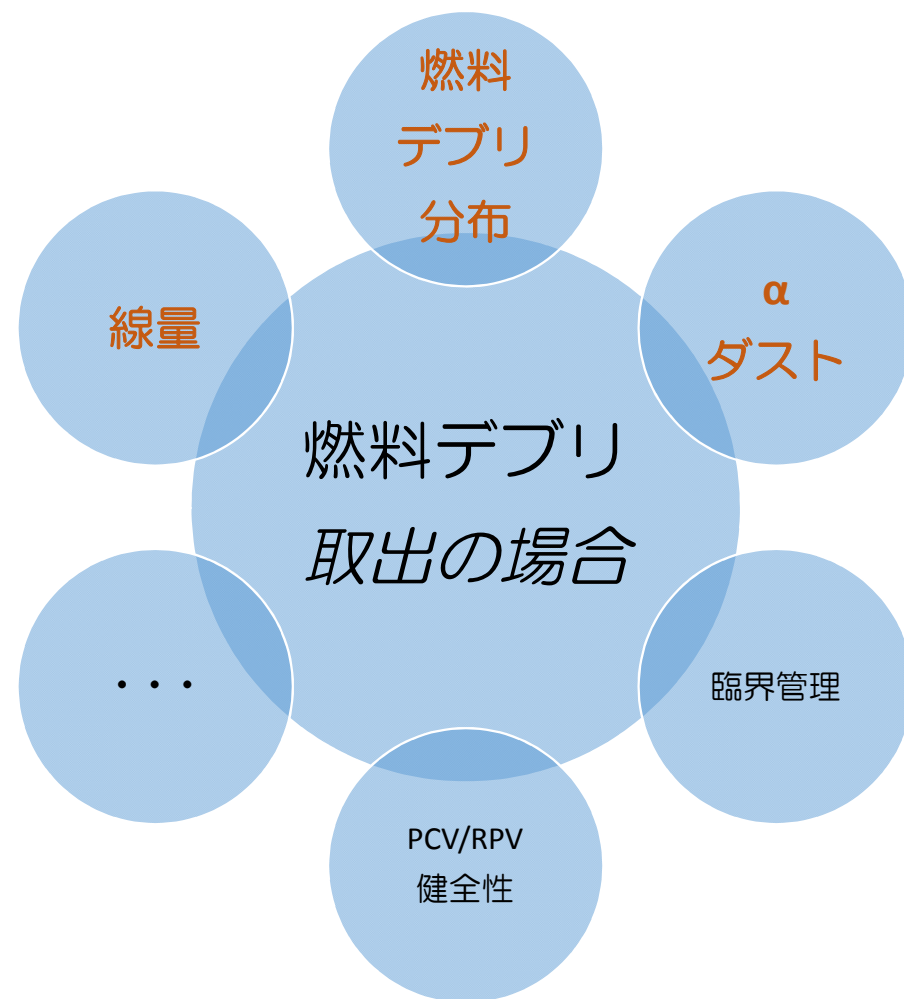 燃料
デブリ
分布
α
ダスト
線量
燃料デブリ
取出の場合
・・・
臨界管理
PCV/RPV
健全性